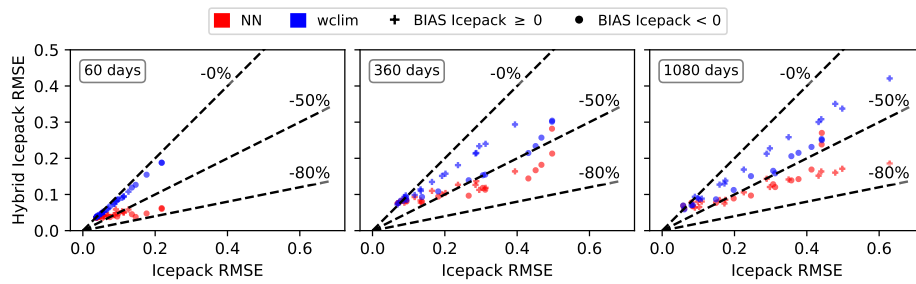 NN wclim BIAS Icepack ≥ 0 BIAS Icepack < 0
Hybrid Icepack RMSE
0.5
0.4
0.3
0.2
0.1
0.0
60 days
-0%
-50%
-80%
0.0 0.2 0.4 0.6
Icepack RMSE
360 days
-0%
-50%
-80%
0.0 0.2 0.4 0.6
Icepack RMSE
1080 days
-0%
-50%
-80%
0.0 0.2 0.4 0.6
Icepack RMSE